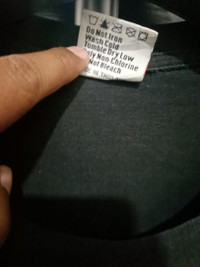 Do Not Iron
Wash Cold
Tumble Dry Low
Only Non-Chlorine
Not Bleach